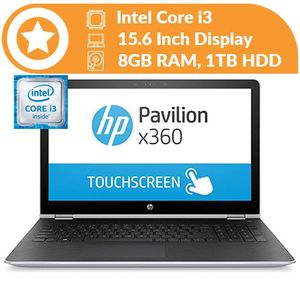 Intel Core i3
15.6 Inch Display
8GB RAM, 1TB HDD
intel
CORE i3
inside
hp
Pavilion
x360
TOUCHSCREEN
hp